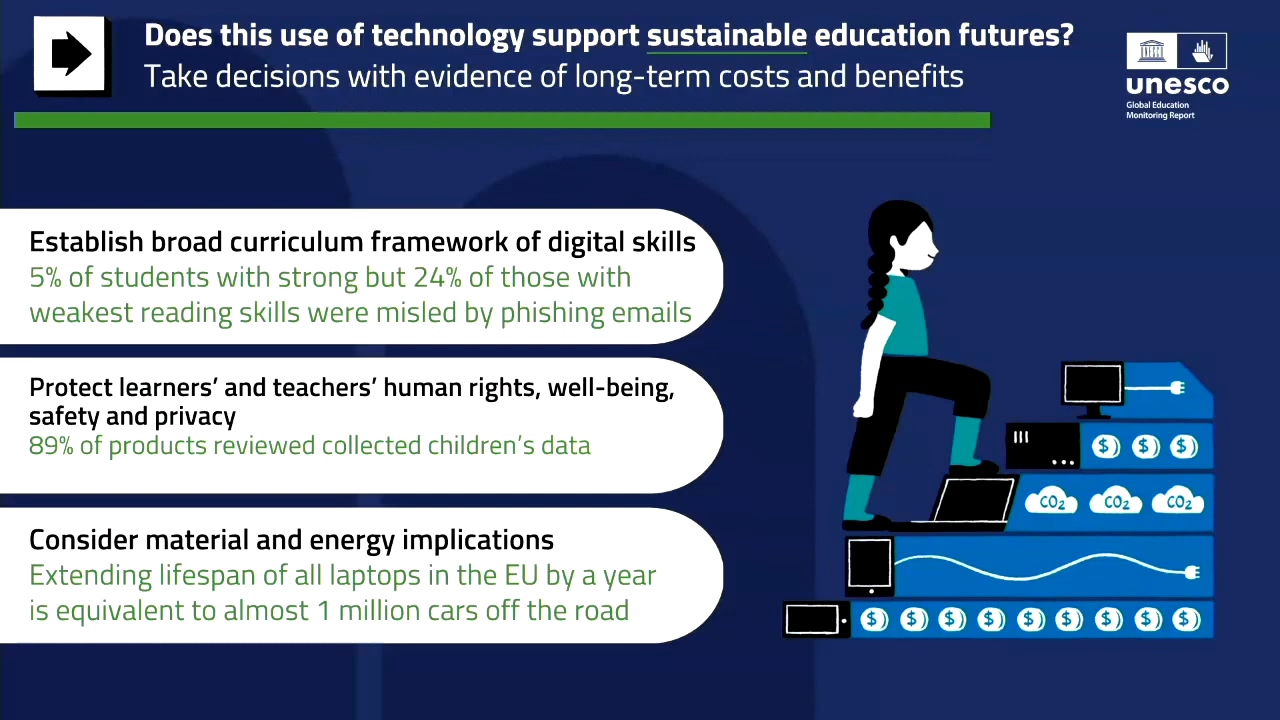 Does this use of technology support sustainable education futures?
Take decisions with evidence of long-term costs and benefits
unesco
Global Education
Monitoring Report
Establish broad curriculum framework of digital skills
5% of students with strong but 24% of those with
weakest reading skills were misled by phishing emails
Protect learners’ and teachers’ human rights, well-being,
safety and privacy
89% of products reviewed collected children’s data
Consider material and energy implications
Extending lifespan of all laptops in the EU by a year
is equivalent to almost 1 million cars off the road
$ $ $
CO₂ CO₂ CO₂
$ $ $ $ $ $ $ $ $